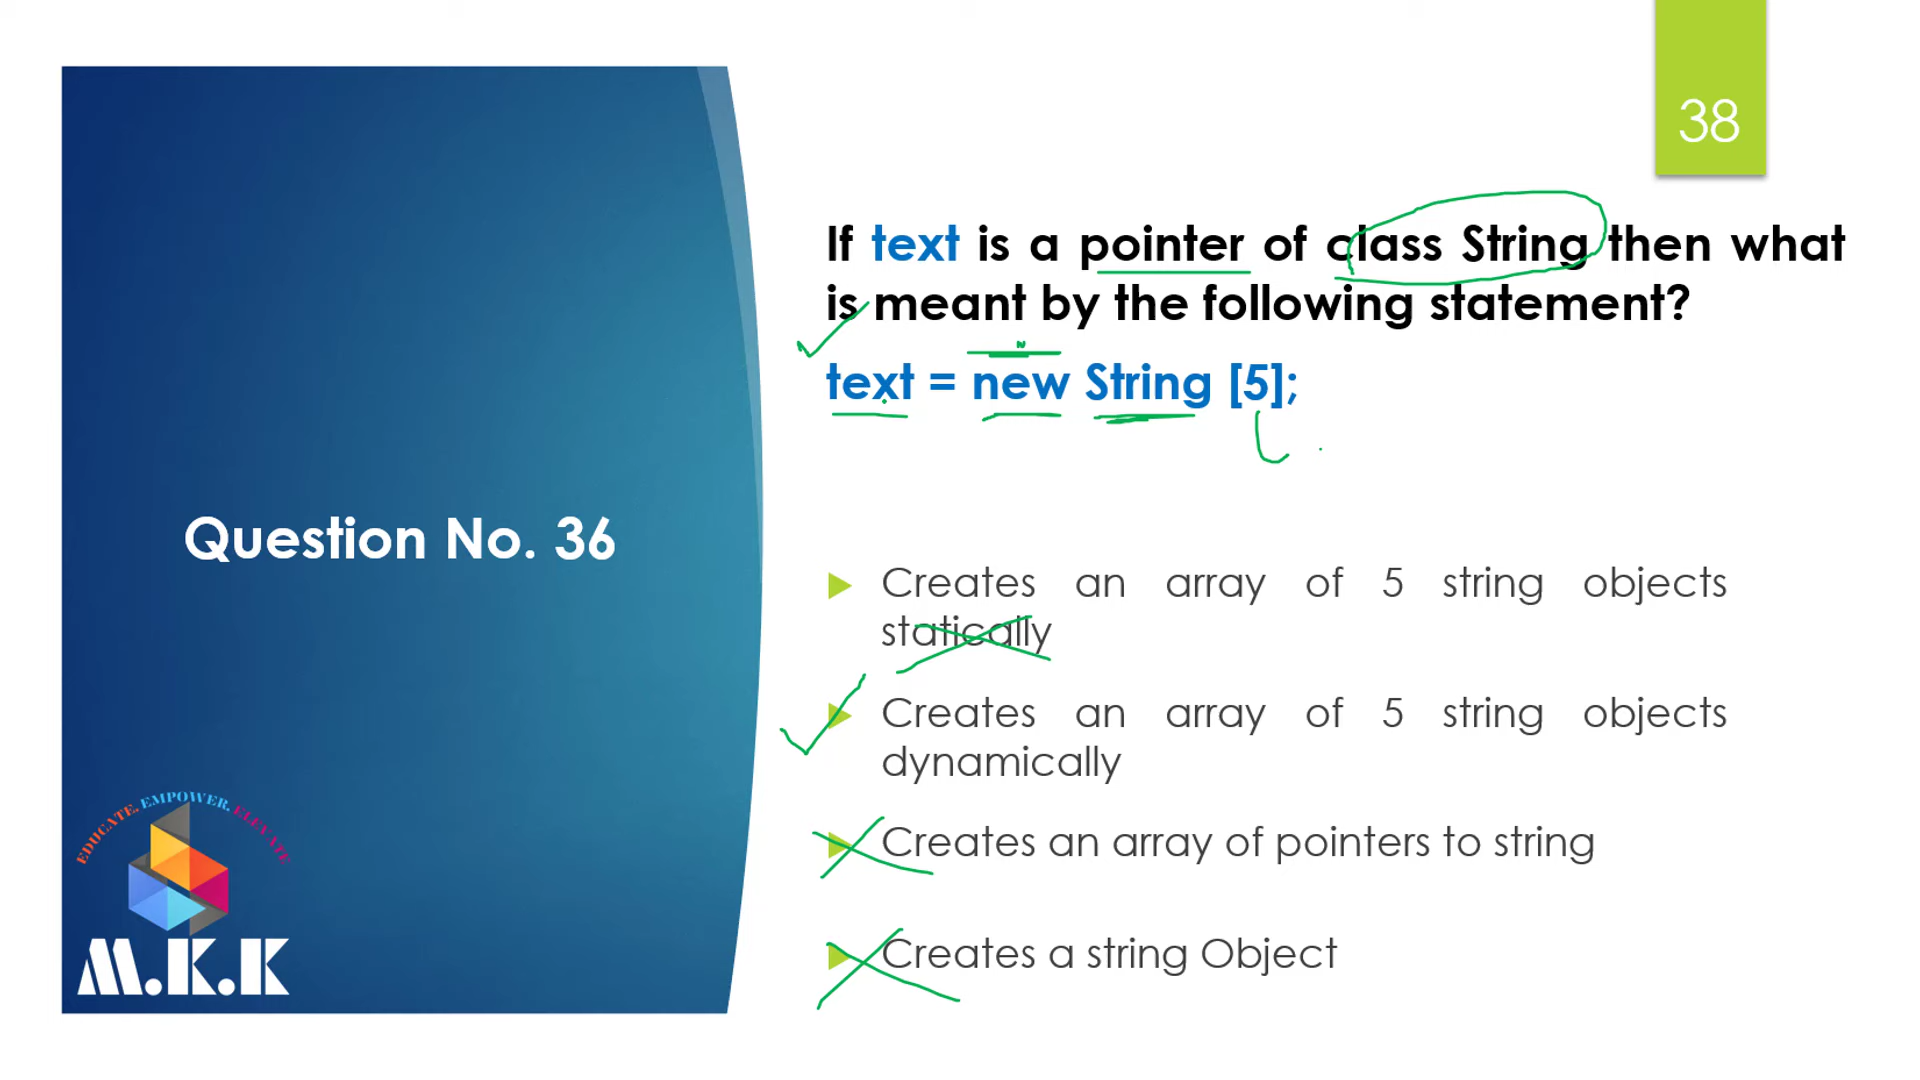 38
If text is a pointer of class String then what
is meant by the following statement?
text = new String [5];
Question No. 36
Creates an array of 5 string objects
statically
Creates an array of 5 string objects
dynamically
Creates an array of pointers to string
Creates a string Object
EDUCATE. EMPOWER. ELEVATE
M.K.K